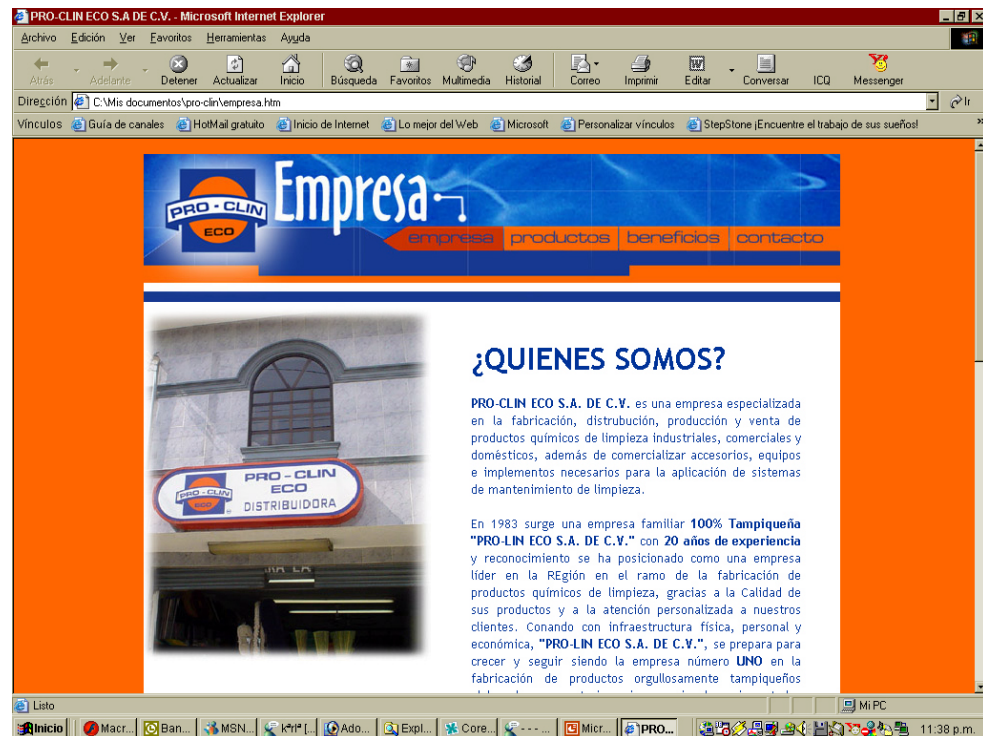 PRO-CLIN ECO S.A DE C.V. - Microsoft Internet Explorer
Archivo Edición Ver Favoritos Herramientas Ayuda
Atrás Adelante Detener Actualizar Inicio Búsqueda Favoritos Multimedia Historial Correo Imprimir Editar Conversar ICQ Messenger
Dirección C:\Mis documentos\pro-clin\empresa.htm Ir
Vínculos Guía de canales HotMail gratuito Inicio de Internet Lo mejor del Web Microsoft Personalizar vínculos StepStone ¡Encuentre el trabajo de sus sueños! »
PRO-CLIN
ECO
Empresa
empresa productos beneficios contacto
PRO-CLIN
ECO
PRO-CLIN
ECO
DISTRIBUIDORA
¿QUIENES SOMOS?
PRO-CLIN ECO S.A. DE C.V. es una empresa especializada
en la fabricación, distrubución, producción y venta de
productos químicos de limpieza industriales, comerciales y
domésticos, además de comercializar accesorios, equipos
e implementos necesarios para la aplicación de sistemas
de mantenimiento de limpieza.
En 1983 surge una empresa familiar 100% Tampiqueña
"PRO-LIN ECO S.A. DE C.V." con 20 años de experiencia
y reconocimiento se ha posicionado como una empresa
líder en la REgión en el ramo de la fabricación de
productos químicos de limpieza, gracias a la Calidad de
sus productos y a la atención personalizada a nuestros
clientes. Conando con infraestructura física, personal y
económica, "PRO-LIN ECO S.A. DE C.V.", se prepara para
crecer y seguir siendo la empresa número UNO en la
fabricación de productos orgullosamente tampiqueños
Listo Mi PC
Inicio Macr... Ban... MSN... Ado... Expl... Core... Micr... PRO... 11:38 p.m.